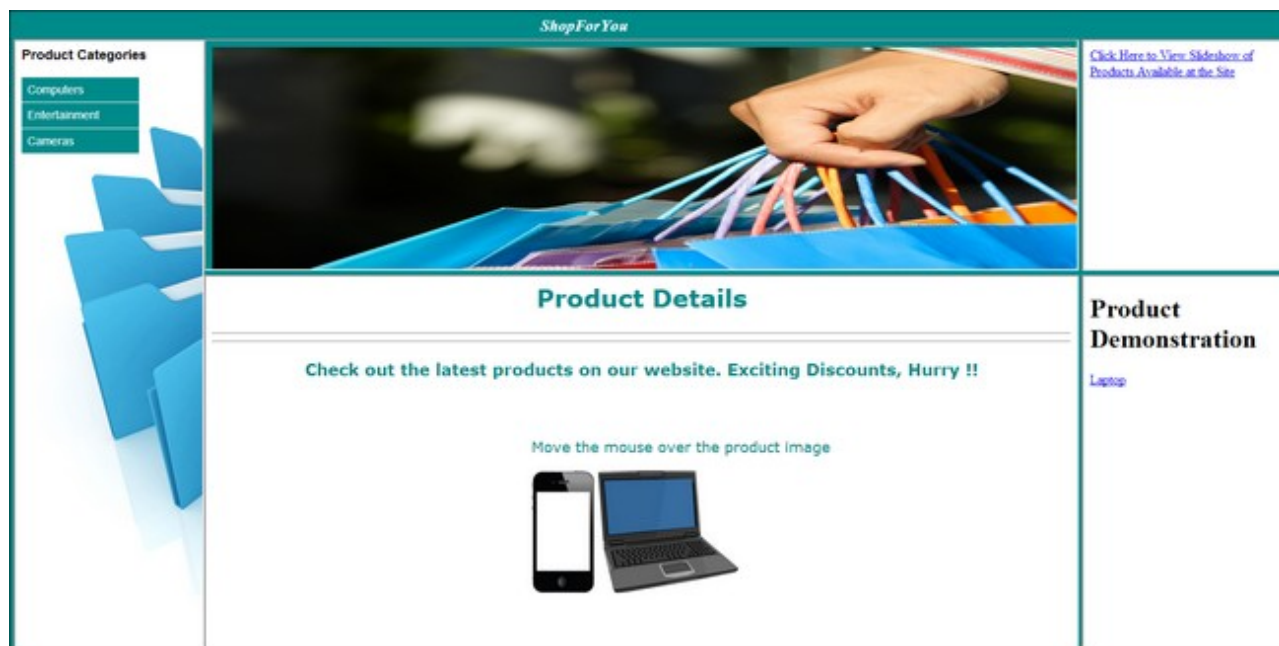 ShopForYou
Product Categories
Computers
Entertainment
Cameras
Click Here to View Slideshow of
Products Available at the Site
Product Details
Check out the latest products on our website. Exciting Discounts, Hurry !!
Move the mouse over the product image
Product
Demonstration
Laptop